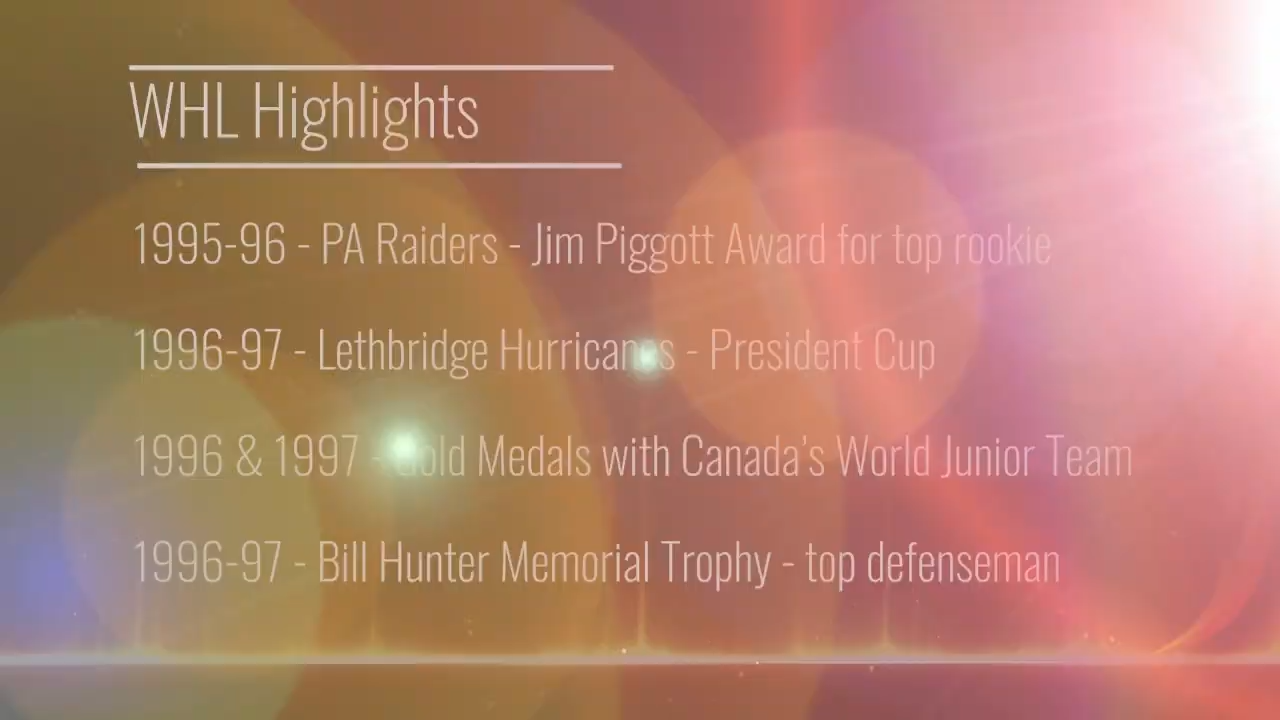 WHL Highlights
1995-96 - PA Raiders - Jim Piggott Award for top rookie
1996-97 - Lethbridge Hurricanes - President Cup
1996 & 1997 - Gold Medals with Canada's World Junior Team
1996-97 - Bill Hunter Memorial Trophy - top defenseman